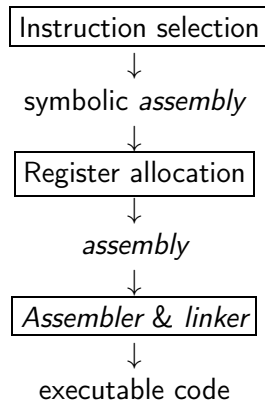 Instruction selection
↓
symbolic assembly
↓
Register allocation
↓
assembly
↓
Assembler & linker
↓
executable code